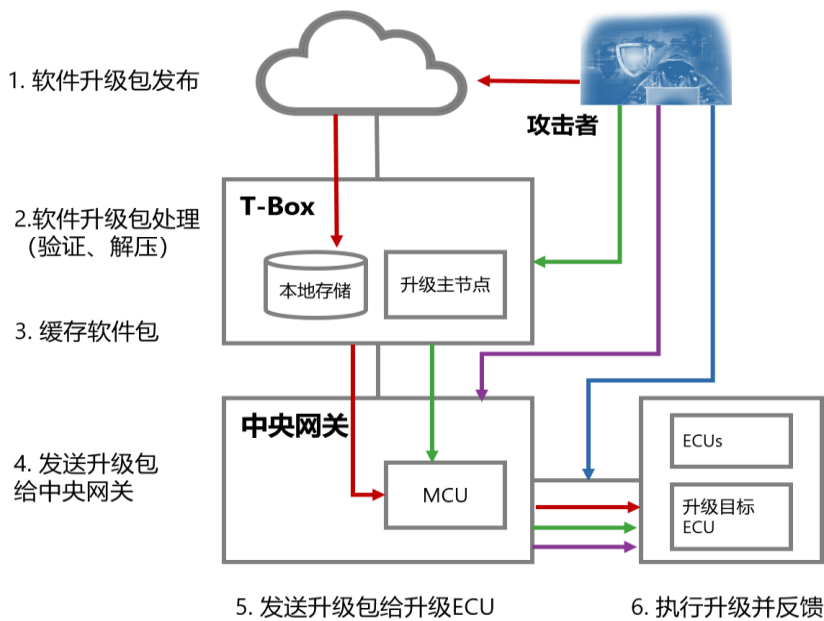 1. 软件升级包发布
攻击者
2.软件升级包处理
（验证、解压）
T-Box
本地存储
升级主节点
3. 缓存软件包
中央网关
4. 发送升级包
给中央网关
MCU
ECUs
升级目标
ECU
5. 发送升级包给升级ECU
6. 执行升级并反馈